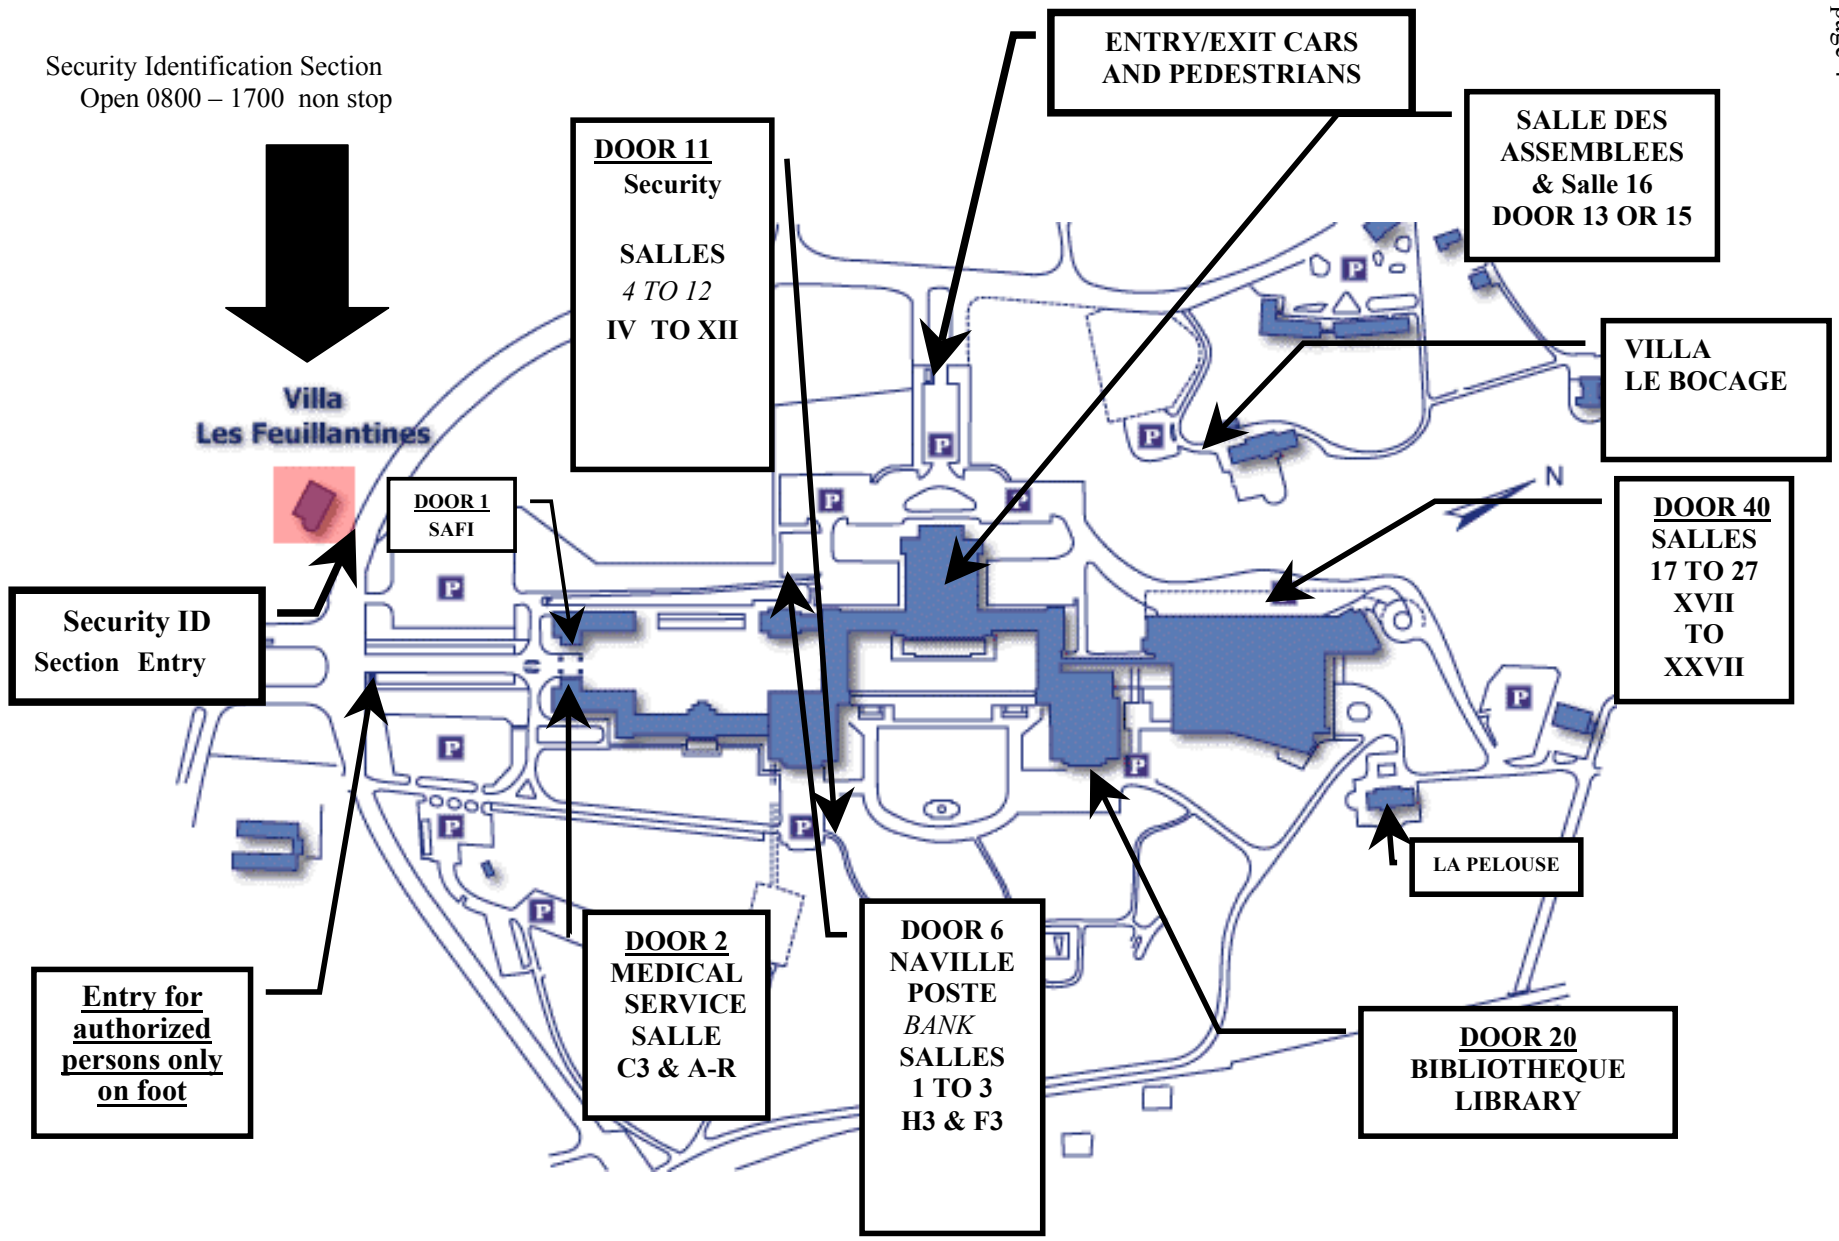 Security Identification Section
Open 0800 – 1700 non stop
ENTRY/EXIT CARS
AND PEDESTRIANS
DOOR 11
Security
SALLES
4 TO 12
IV TO XII
SALLE DES
ASSEMBLEES
& Salle 16
DOOR 13 OR 15
VILLA
LE BOCAGE
Villa
Les Feuillantines
DOOR 1
SAFI
N
DOOR 40
SALLES
17 TO 27
XVII
TO
XXVII
Security ID
Section Entry
P
P
P
P
P
P
P
P
P
P
P
P
P
LA PELOUSE
Entry for
authorized
persons only
on foot
DOOR 2
MEDICAL
SERVICE
SALLE
C3 & A-R
DOOR 6
NAVILLE
POSTE
BANK
SALLES
1 TO 3
H3 & F3
DOOR 20
BIBLIOTHEQUE
LIBRARY